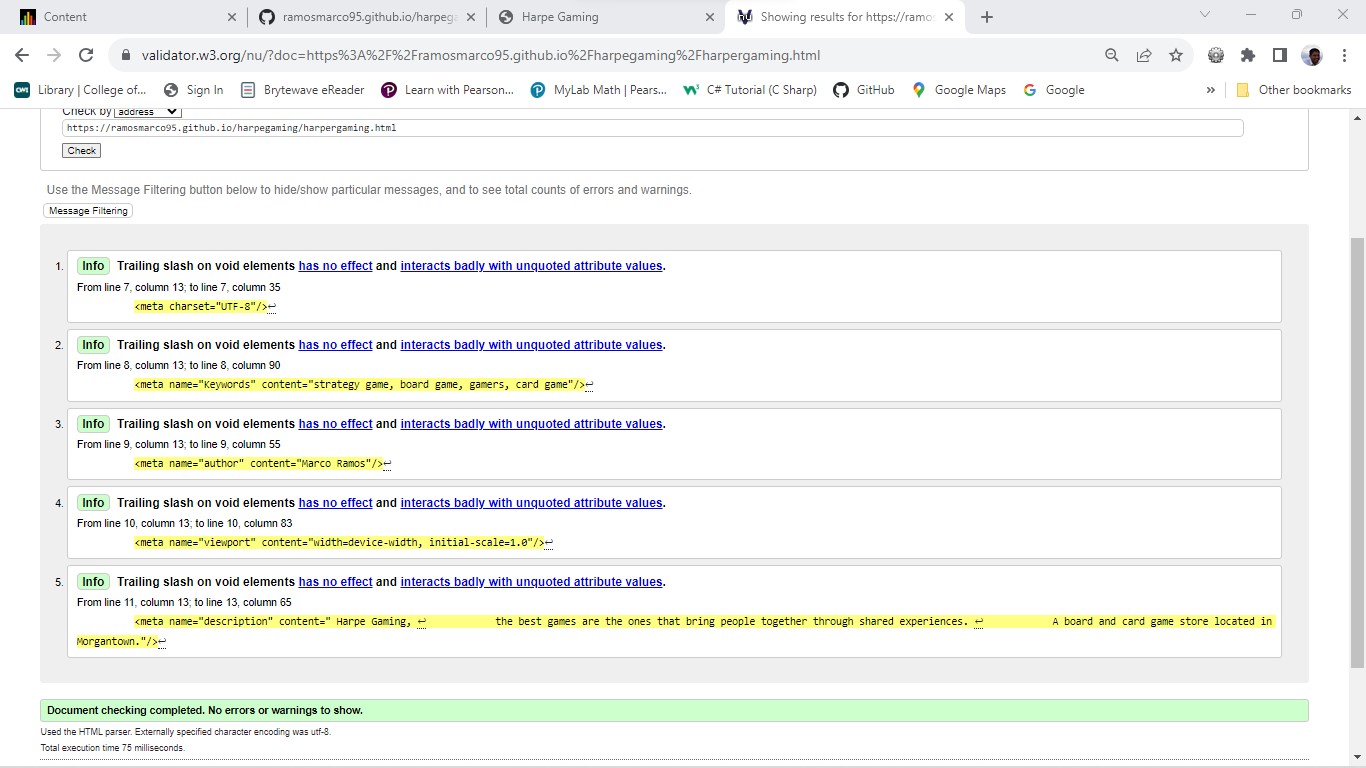 Content
ramosmarco95.github.io/harpega
Harpe Gaming
Showing results for https://ramos
validator.w3.org/nu/?doc=https%3A%2F%2Framosmarco95.github.io%2Fharpegaming%2Fharpergaming.html
Library | College of... Sign In Brytewave eReader Learn with Pearson... MyLab Math | Pears... C# Tutorial (C Sharp) GitHub Google Maps Google » Other bookmarks
Check by address
https://ramosmarco95.github.io/harpegaming/harpergaming.html
Check
Use the Message Filtering button below to hide/show particular messages, and to see total counts of errors and warnings.
Message Filtering
1. Info Trailing slash on void elements has no effect and interacts badly with unquoted attribute values.
From line 7, column 13; to line 7, column 35
<meta charset="UTF-8"/>↩
2. Info Trailing slash on void elements has no effect and interacts badly with unquoted attribute values.
From line 8, column 13; to line 8, column 90
<meta name="Keywords" content="strategy game, board game, gamers, card game"/>↩
3. Info Trailing slash on void elements has no effect and interacts badly with unquoted attribute values.
From line 9, column 13; to line 9, column 55
<meta name="author" content="Marco Ramos"/>↩
4. Info Trailing slash on void elements has no effect and interacts badly with unquoted attribute values.
From line 10, column 13; to line 10, column 83
<meta name="viewport" content="width=device-width, initial-scale=1.0"/>↩
5. Info Trailing slash on void elements has no effect and interacts badly with unquoted attribute values.
From line 11, column 13; to line 13, column 65
<meta name="description" content=" Harpe Gaming, ↩ the best games are the ones that bring people together through shared experiences. ↩ A board and card game store located in
Morgantown."/>↩
Document checking completed. No errors or warnings to show.
Used the HTML parser. Externally specified character encoding was utf-8.
Total execution time 75 milliseconds.